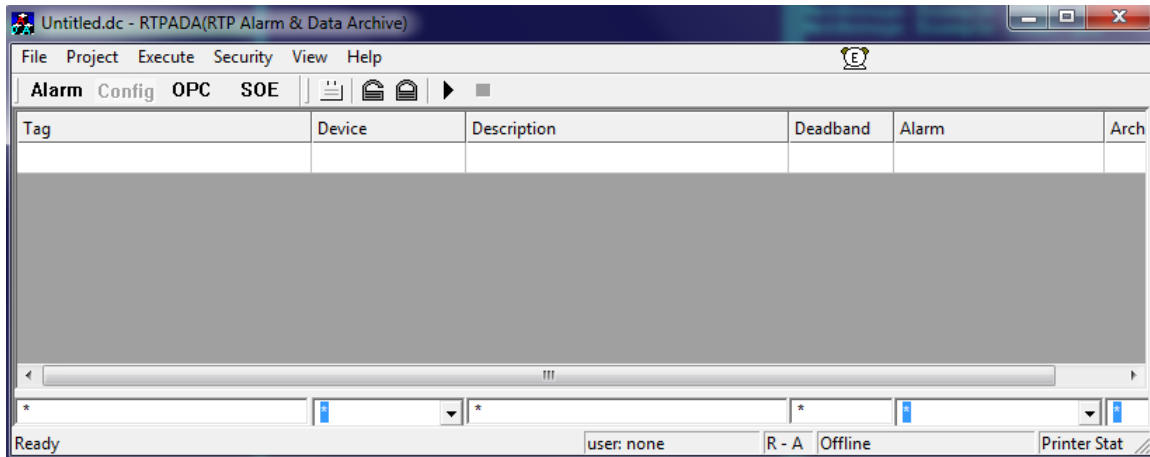 Untitled.dc - RTPADA(RTP Alarm & Data Archive)
File Project Execute Security View Help E
Alarm Config OPC SOE
Tag Device Description Deadband Alarm Arch
* * * * * *
Ready user: none R - A Offline Printer Stat